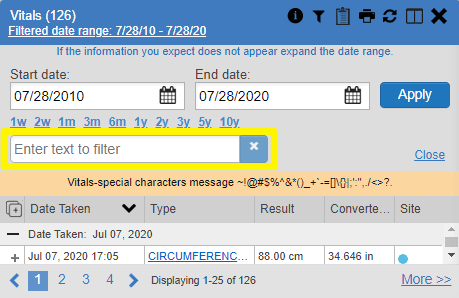 Vitals (126)
Filtered date range: 7/28/10 - 7/28/20
If the information you expect does not appear expand the date range.
Start date: End date:
07/28/2010 07/28/2020 Apply
1w 2w 1m 3m 6m 1y 2y 3y 5y 10y
Enter text to filter
Close
Vitals-special characters message ~!@#$%^&*()_+`-=[]\{}|;':",./<>?.
Date Taken Type Result Converte... Site
Date Taken: Jul 07, 2020
Jul 07, 2020 17:05 CIRCUMFERENC... 88.00 cm 34.646 in
1 2 3 4 Displaying 1-25 of 126 More >>